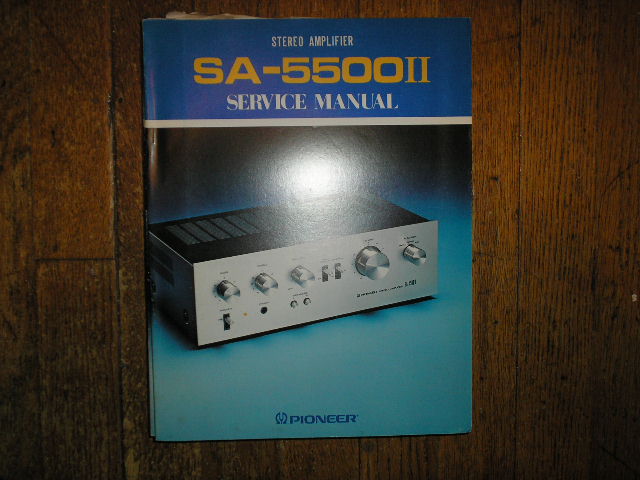 STEREO AMPLIFIER
SA-5500II
SERVICE MANUAL
PIONEER